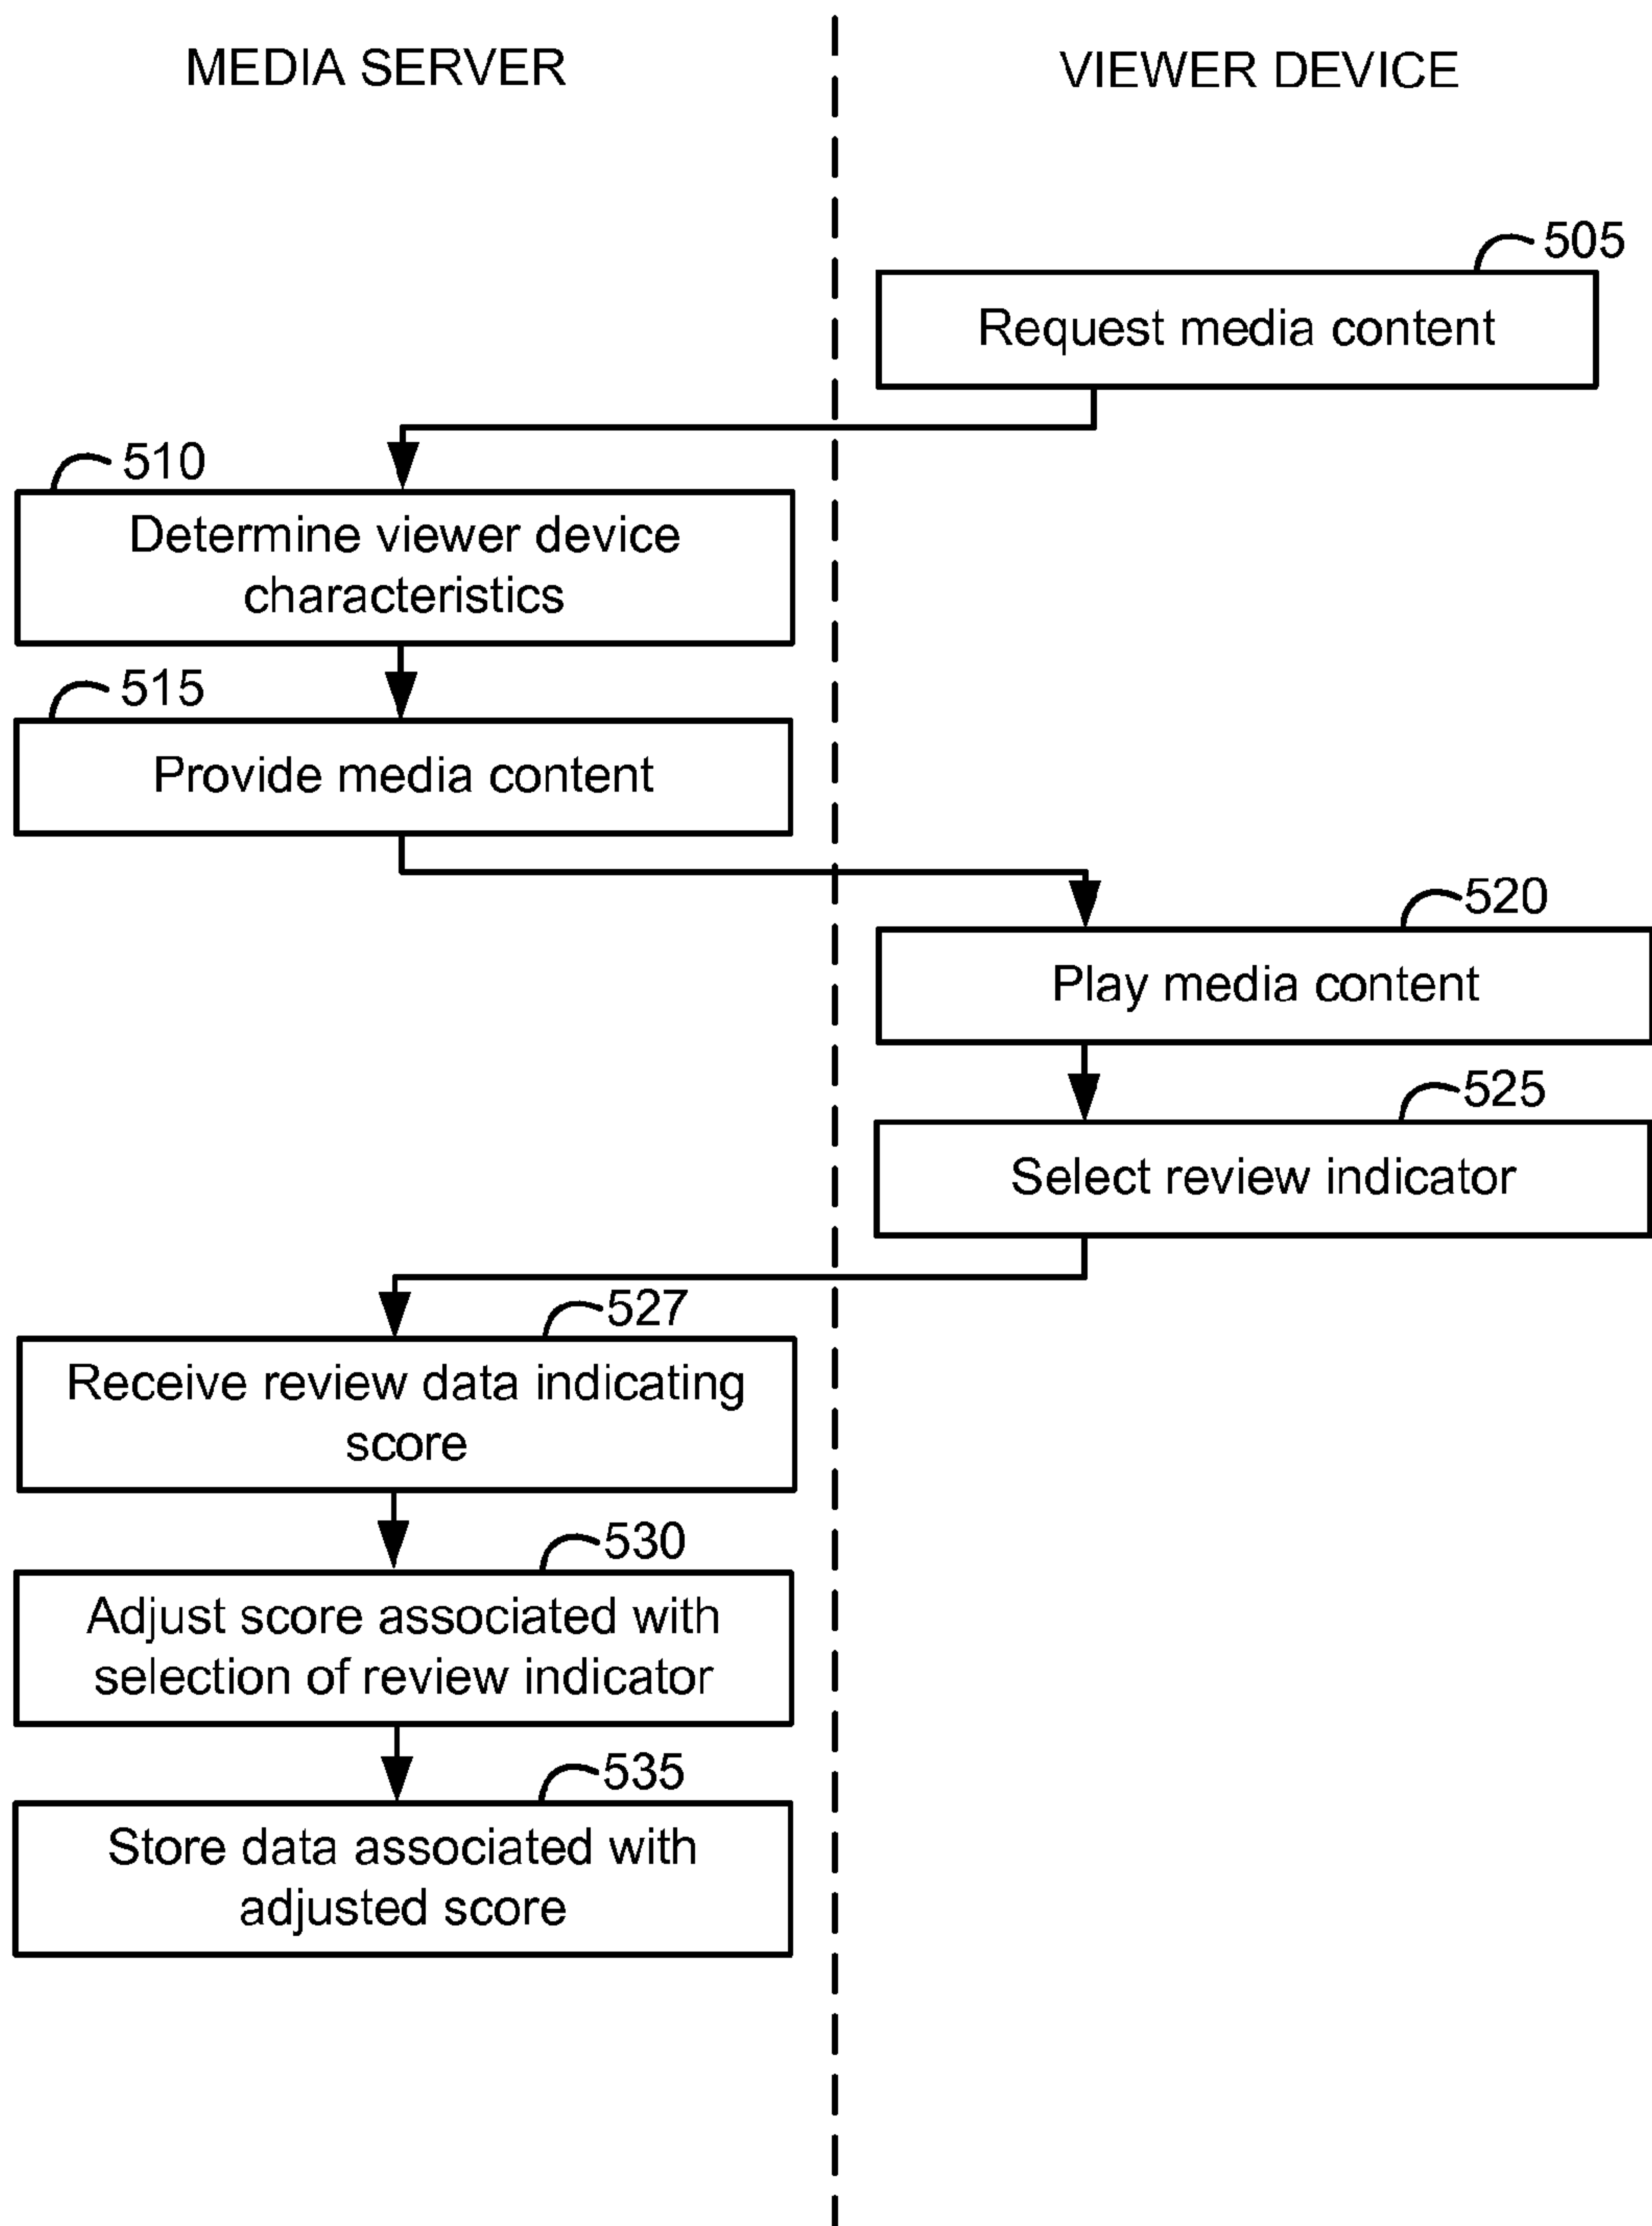 MEDIA SERVER
VIEWER DEVICE
505
Request media content
510
Determine viewer device
characteristics
515
Provide media content
520
Play media content
525
Select review indicator
527
Receive review data indicating
score
530
Adjust score associated with
selection of review indicator
535
Store data associated with
adjusted score